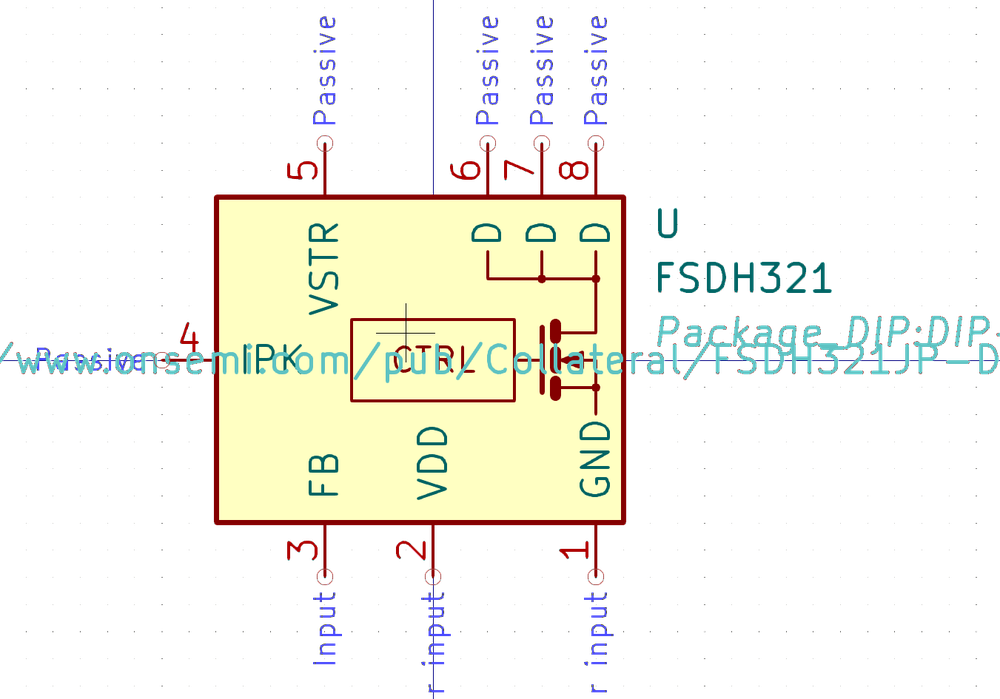 Passive
Passive
Passive
Passive
5
6
7
8
VSTR
D
D
D
U
FSDH321
Package_DIP:DIP-
4
Passive
IPK
CTRL
/www.onsemi.com/pub/Collateral/FSDH321JP-D
FB
VDD
GND
3
2
1
Input
r input
r input